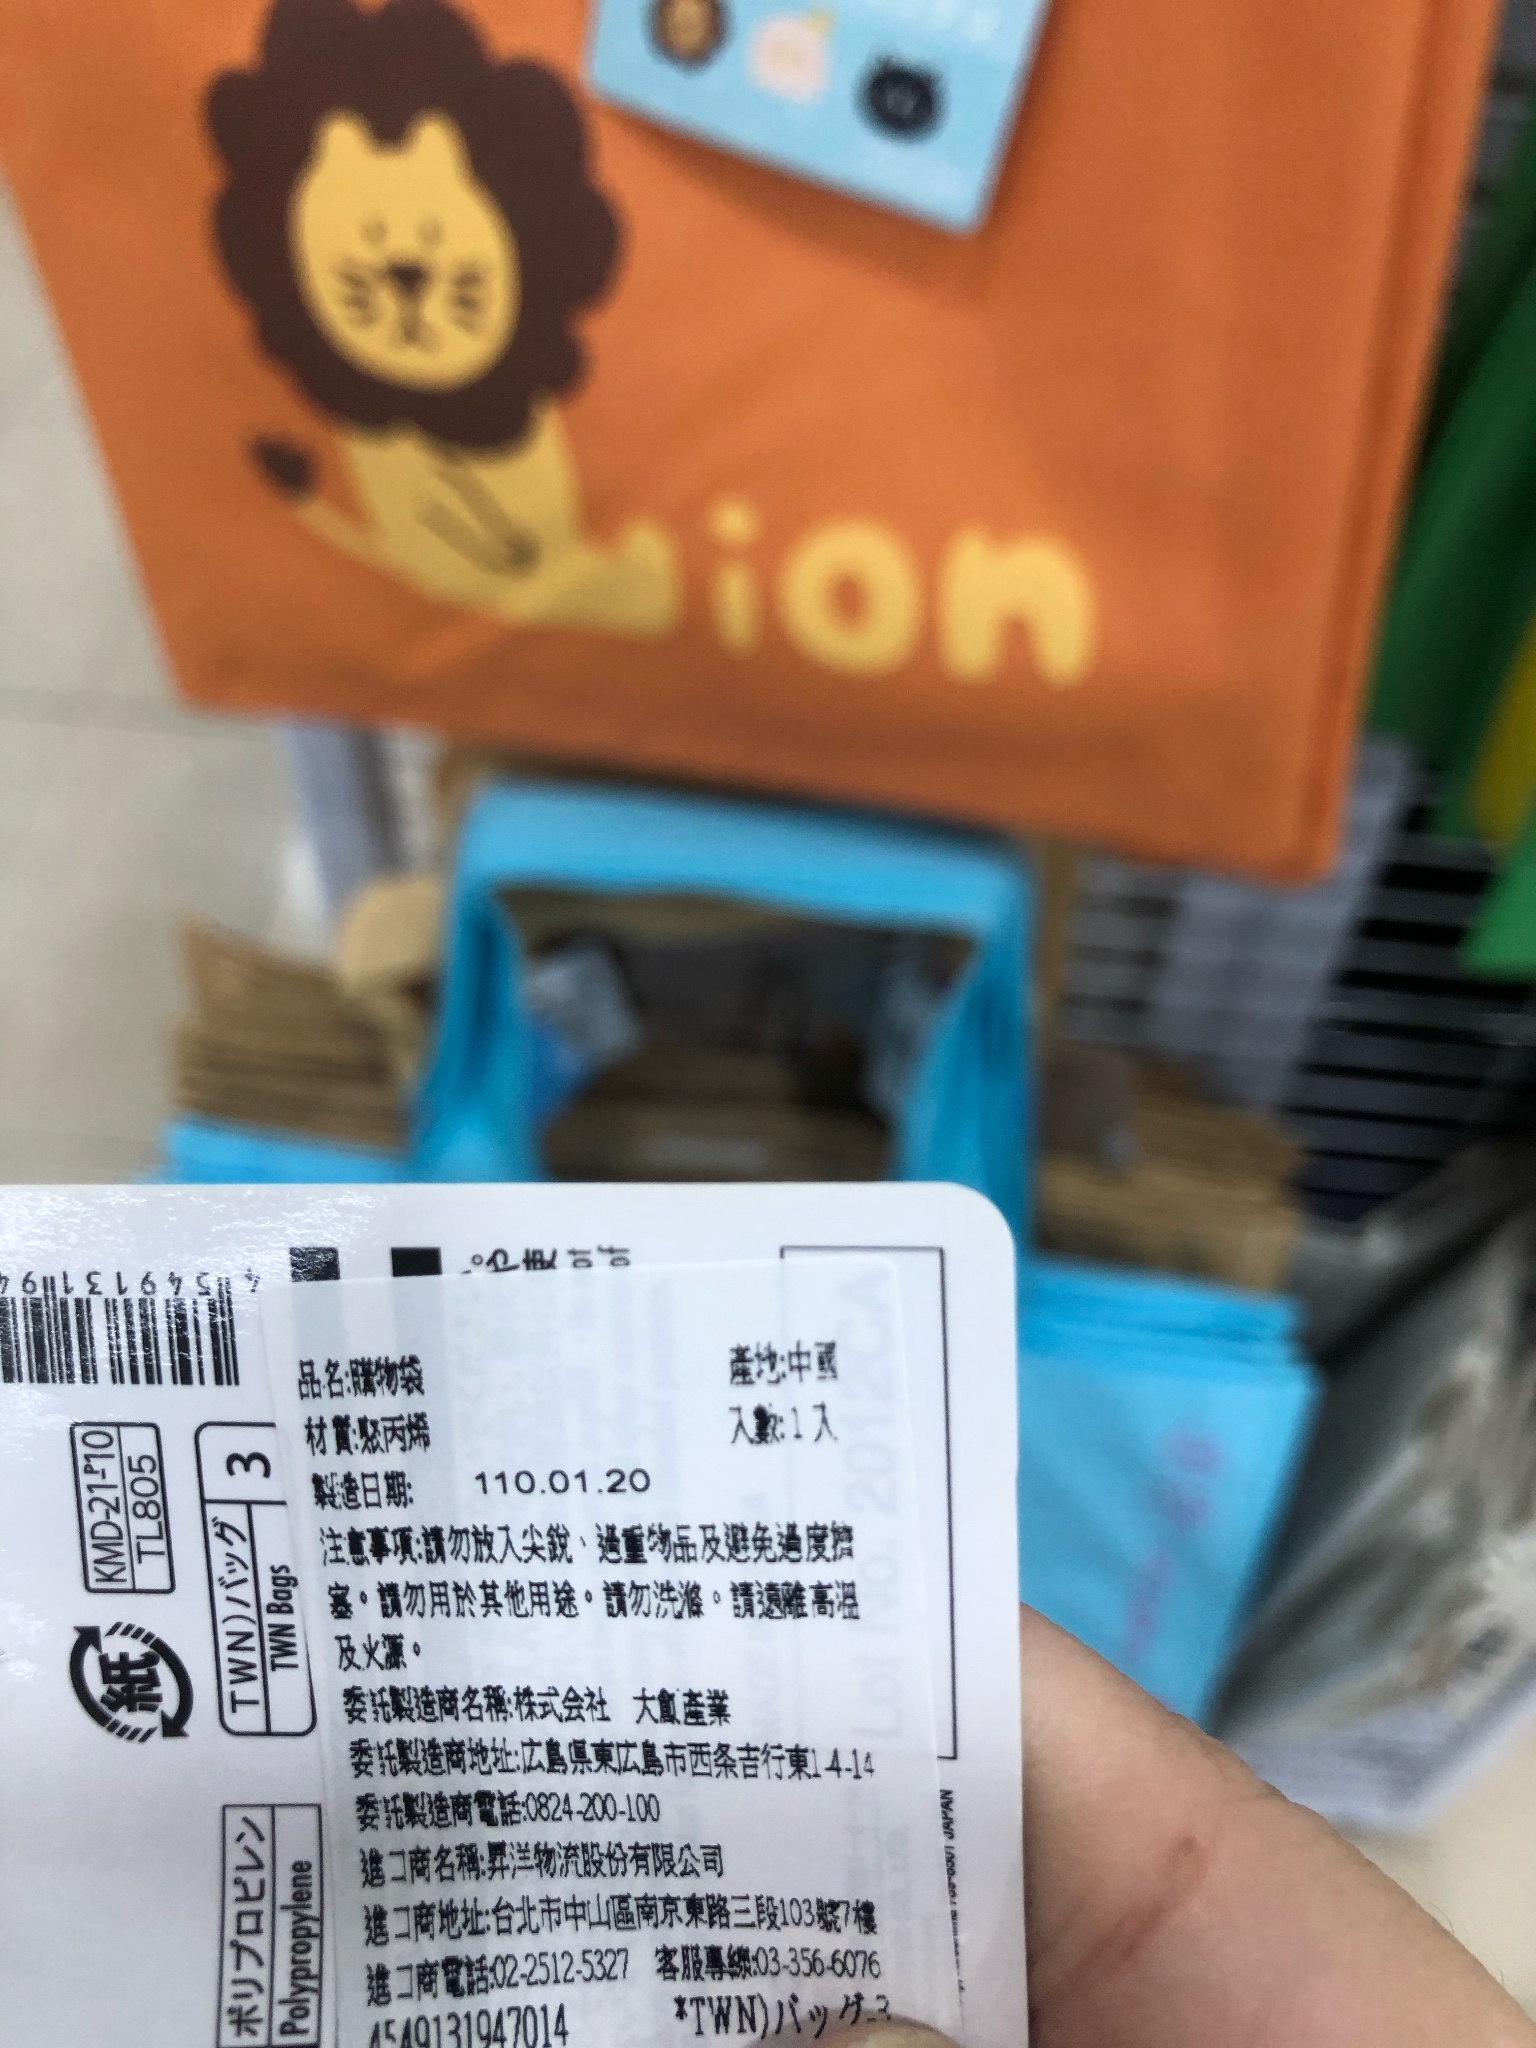 ion
4 549131 94
KMD-21-P10
TL805
TWN)バッグ
TWN Bags
3
紙
ポリプロピレン
Polypropylene
品名:購物袋
產地:中國
材質:聚丙烯
入數:1入
製造日期: 110.01.20
注意事項:請勿放入尖銳、過重物品及避免過度擠
塞。請勿用於其他用途。請勿洗滌。請遠離高溫
及火源。
委託製造商名稱:株式会社 大創產業
委託製造商地址:広島県東広島市西条吉行東1-4-14
委託製造商電話:0824-200-100
進口商名稱:昇洋物流股份有限公司
進口商地址:台北市中山區南京東路三段103號7樓
進口商電話:02-2512-5327 客服專線:03-356-6076
4549131947014
*TWN)バッグ_3